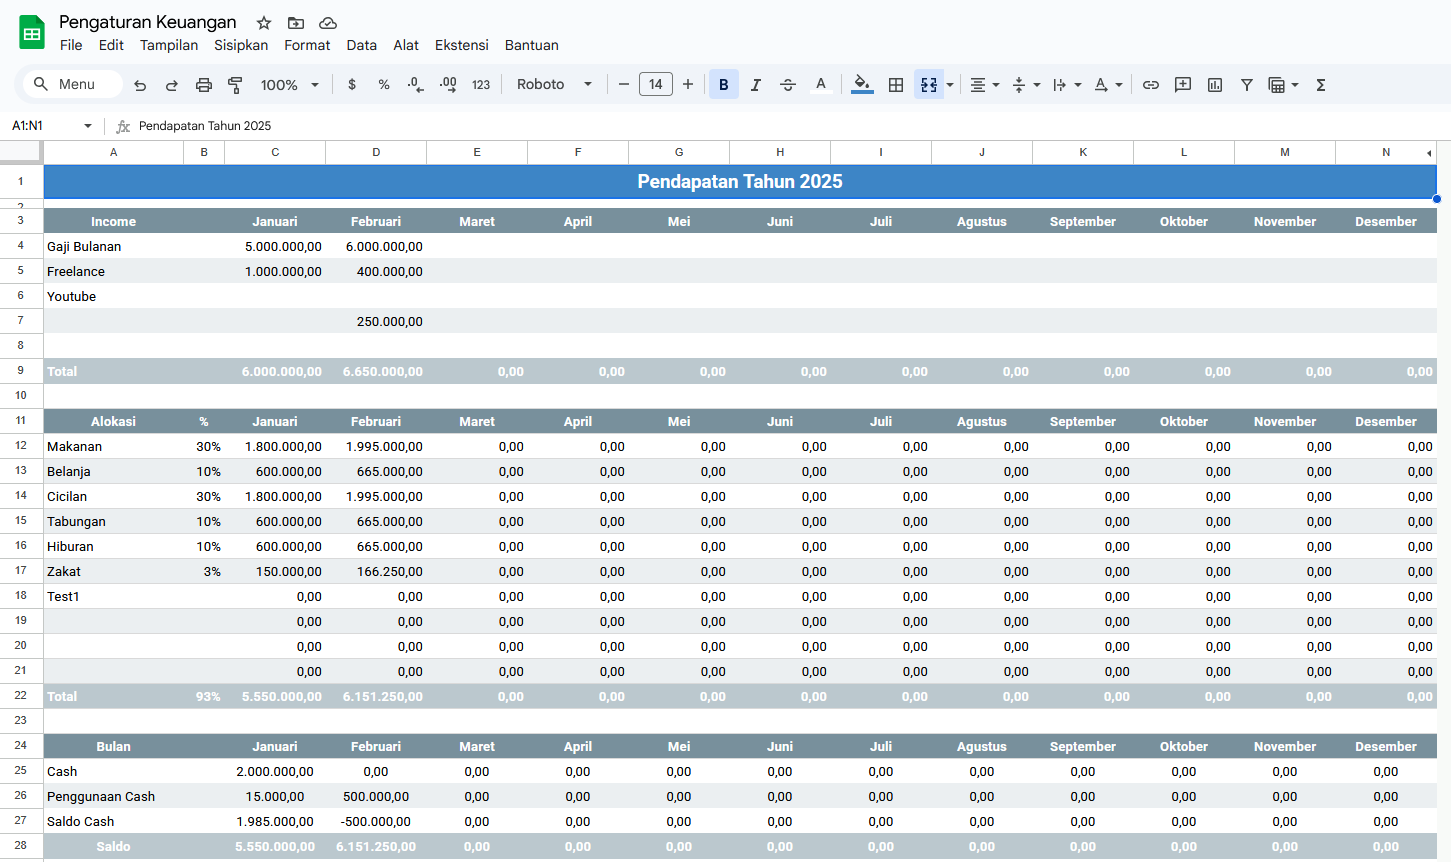 Pengaturan Keuangan
File Edit Tampilan Sisipkan Format Data Alat Ekstensi Bantuan
Menu 100% $ % .0 .00 123 Roboto 14 B I S A A Σ
A1:N1 fx Pendapatan Tahun 2025
A B C D E F G H I J K L M N
1 Pendapatan Tahun 2025
2
3 Income Januari Februari Maret April Mei Juni Juli Agustus September Oktober November Desember
4 Gaji Bulanan 5.000.000,00 6.000.000,00
5 Freelance 1.000.000,00 400.000,00
6 Youtube
7 250.000,00
8
9 Total 6.000.000,00 6.650.000,00 0,00 0,00 0,00 0,00 0,00 0,00 0,00 0,00 0,00 0,00
10
11 Alokasi % Januari Februari Maret April Mei Juni Juli Agustus September Oktober November Desember
12 Makanan 30% 1.800.000,00 1.995.000,00 0,00 0,00 0,00 0,00 0,00 0,00 0,00 0,00 0,00 0,00
13 Belanja 10% 600.000,00 665.000,00 0,00 0,00 0,00 0,00 0,00 0,00 0,00 0,00 0,00 0,00
14 Cicilan 30% 1.800.000,00 1.995.000,00 0,00 0,00 0,00 0,00 0,00 0,00 0,00 0,00 0,00 0,00
15 Tabungan 10% 600.000,00 665.000,00 0,00 0,00 0,00 0,00 0,00 0,00 0,00 0,00 0,00 0,00
16 Hiburan 10% 600.000,00 665.000,00 0,00 0,00 0,00 0,00 0,00 0,00 0,00 0,00 0,00 0,00
17 Zakat 3% 150.000,00 166.250,00 0,00 0,00 0,00 0,00 0,00 0,00 0,00 0,00 0,00 0,00
18 Test1 0,00 0,00 0,00 0,00 0,00 0,00 0,00 0,00 0,00 0,00 0,00 0,00
19 0,00 0,00 0,00 0,00 0,00 0,00 0,00 0,00 0,00 0,00 0,00 0,00
20 0,00 0,00 0,00 0,00 0,00 0,00 0,00 0,00 0,00 0,00 0,00 0,00
21 0,00 0,00 0,00 0,00 0,00 0,00 0,00 0,00 0,00 0,00 0,00 0,00
22 Total 93% 5.550.000,00 6.151.250,00 0,00 0,00 0,00 0,00 0,00 0,00 0,00 0,00 0,00 0,00
23
24 Bulan Januari Februari Maret April Mei Juni Juli Agustus September Oktober November Desember
25 Cash 2.000.000,00 0,00 0,00 0,00 0,00 0,00 0,00 0,00 0,00 0,00 0,00 0,00
26 Penggunaan Cash 15.000,00 500.000,00 0,00 0,00 0,00 0,00 0,00 0,00 0,00 0,00 0,00 0,00
27 Saldo Cash 1.985.000,00 -500.000,00 0,00 0,00 0,00 0,00 0,00 0,00 0,00 0,00 0,00 0,00
28 Saldo 5.550.000,00 6.151.250,00 0,00 0,00 0,00 0,00 0,00 0,00 0,00 0,00 0,00 0,00